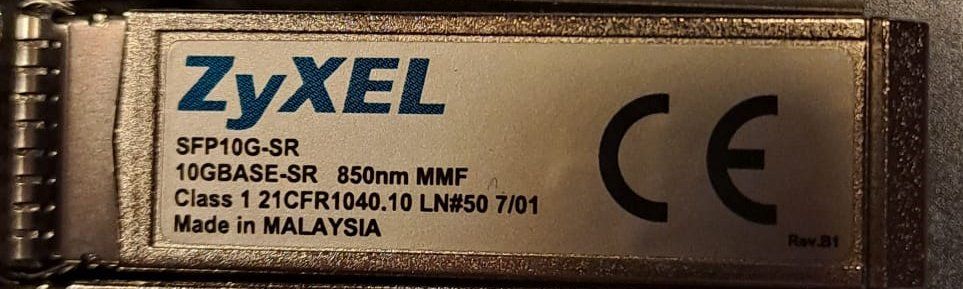 ZyXEL
SFP10G-SR
10GBASE-SR 850nm MMF
Class 1 21CFR1040.10 LN#50 7/01
Made in MALAYSIA
CE
Rev.B1